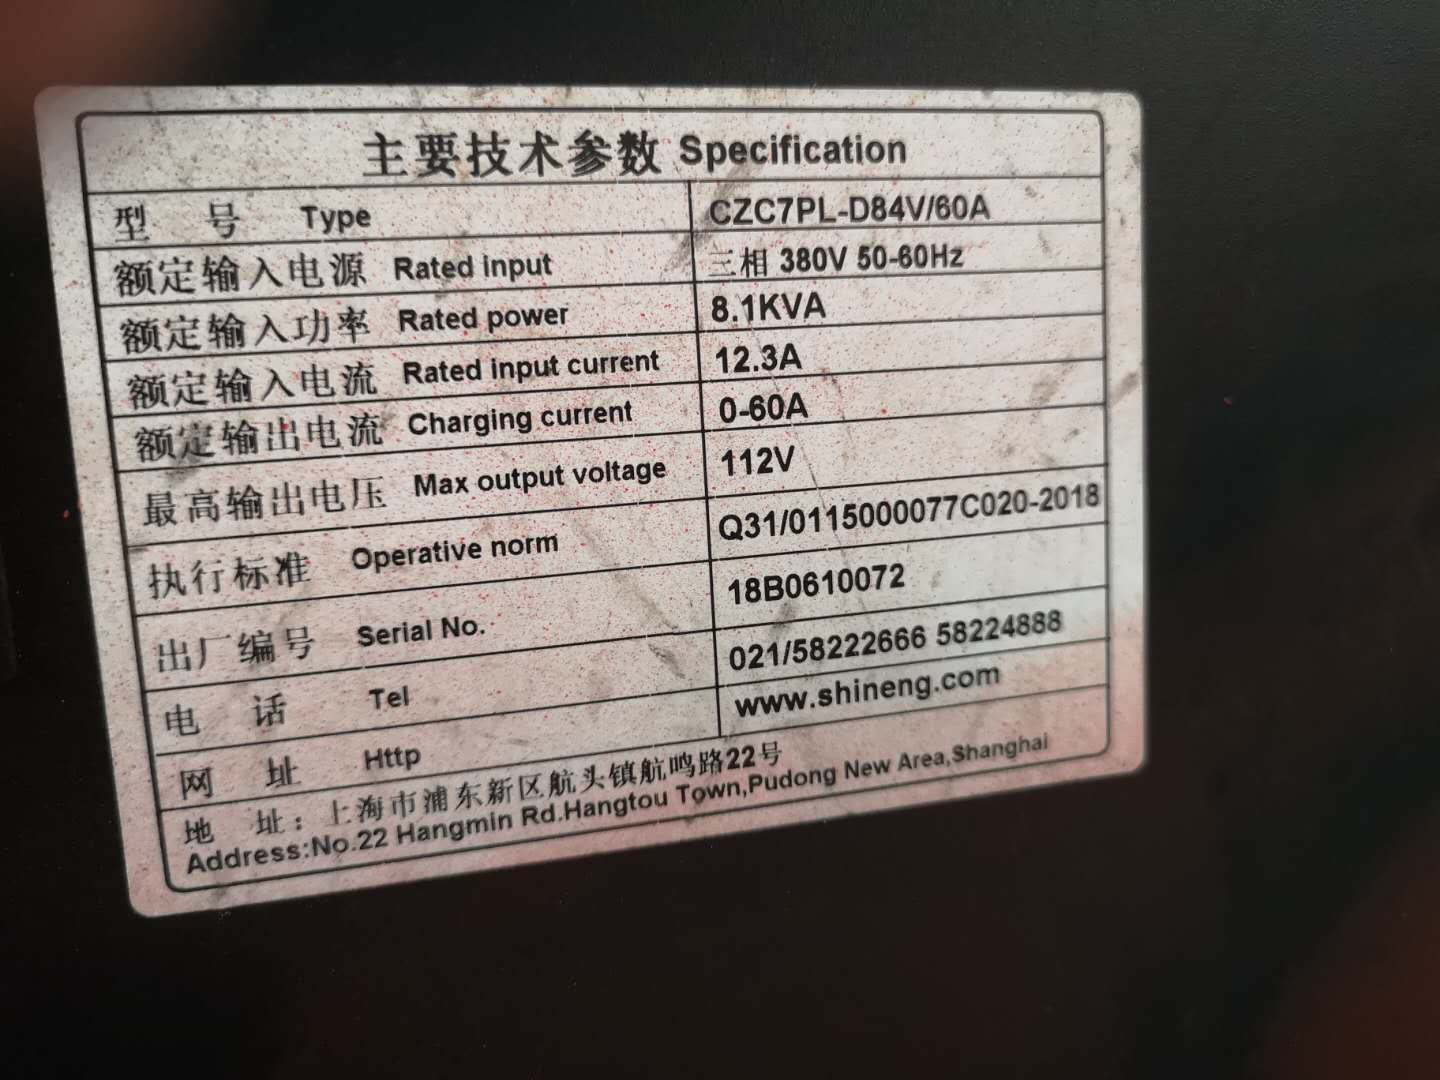 主要技术参数 Specification
型 号 Type CZC7PL-D84V/60A
额定输入电源 Rated input 三相 380V 50-60Hz
额定输入功率 Rated power 8.1KVA
额定输入电流 Rated input current 12.3A
额定输出电流 Charging current 0-60A
最高输出电压 Max output voltage 112V
执行标准 Operative norm Q31/0115000077C020-2018
出厂编号 Serial No. 18B0610072
电 话 Tel 021/58222666 58224888
网 址 Http www.shineng.com
地 址：上海市浦东新区航头镇航鸣路22号
Address:No.22 Hangmin Rd.Hangtou Town,Pudong New Area,Shanghai